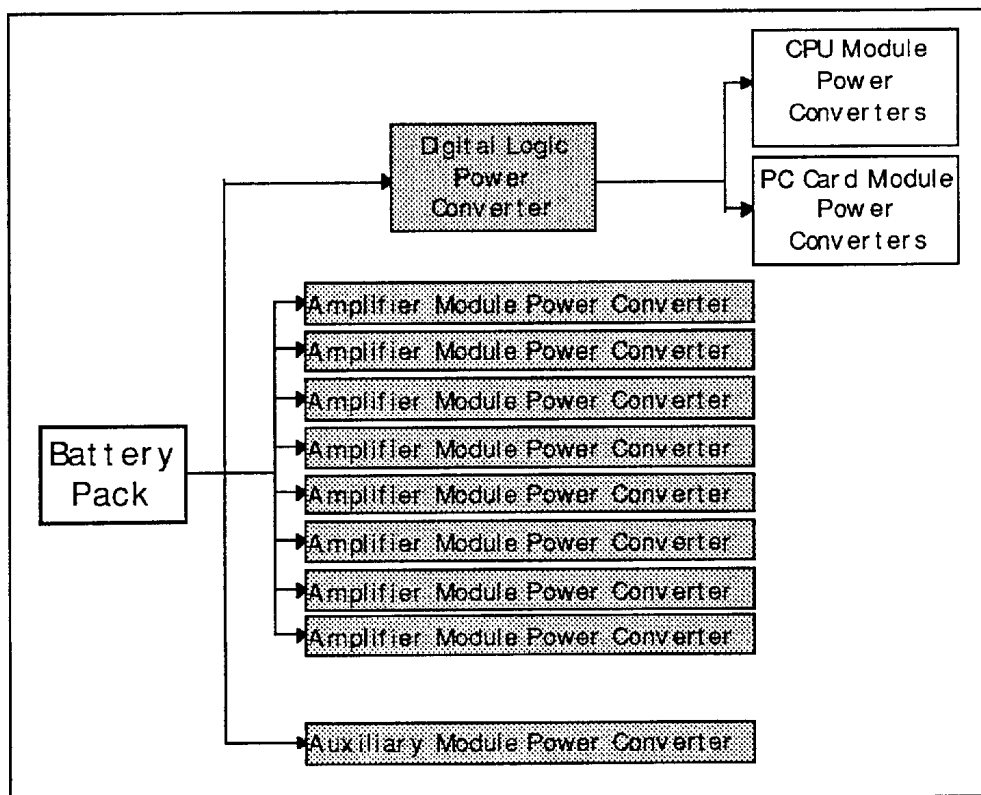 CPU Module
Power
Converters
Digital Logic
Power
Converter
PC Card Module
Power
Converters
Amplifier Module Power Converter
Amplifier Module Power Converter
Amplifier Module Power Converter
Amplifier Module Power Converter
Amplifier Module Power Converter
Amplifier Module Power Converter
Amplifier Module Power Converter
Amplifier Module Power Converter
Battery
Pack
Auxiliary Module Power Converter